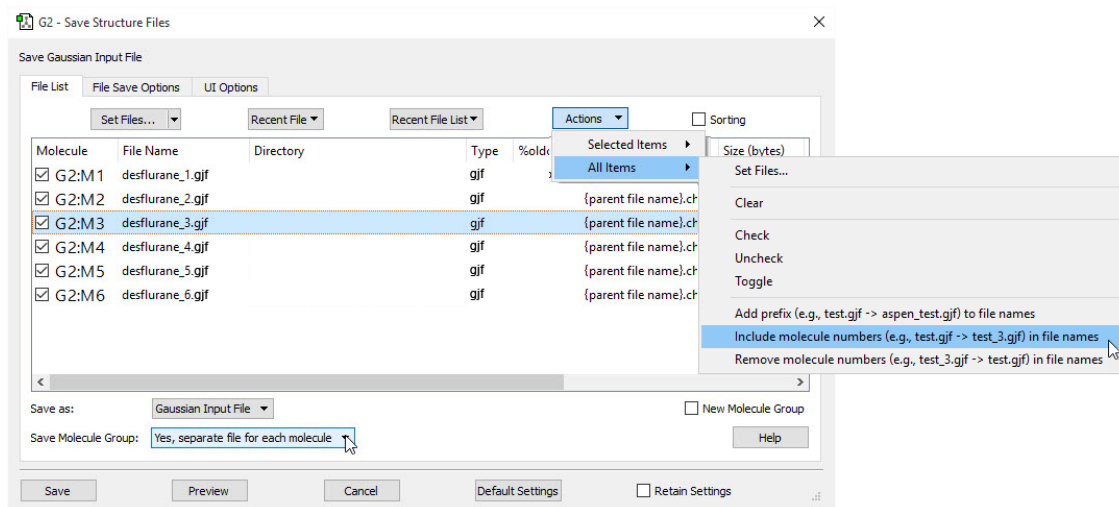 G2 - Save Structure Files
Save Gaussian Input File
File List File Save Options UI Options
Set Files... Recent File Recent File List Actions Sorting
Selected Items
All Items
Molecule File Name Directory Type Size (bytes)
G2:M1 desflurane_1.gjf gjf
G2:M2 desflurane_2.gjf gjf {parent file name}.ch
G2:M3 desflurane_3.gjf gjf {parent file name}.ch
G2:M4 desflurane_4.gjf gjf {parent file name}.ch
G2:M5 desflurane_5.gjf gjf {parent file name}.ch
G2:M6 desflurane_6.gjf gjf {parent file name}.ch
Set Files...
Clear
Check
Uncheck
Toggle
Add prefix (e.g., test.gjf -> aspen_test.gjf) to file names
Include molecule numbers (e.g., test.gjf -> test_3.gjf) in file names
Remove molecule numbers (e.g., test_3.gjf -> test.gjf) in file names
Save as: Gaussian Input File New Molecule Group
Save Molecule Group: Yes, separate file for each molecule Help
Save Preview Cancel Default Settings Retain Settings